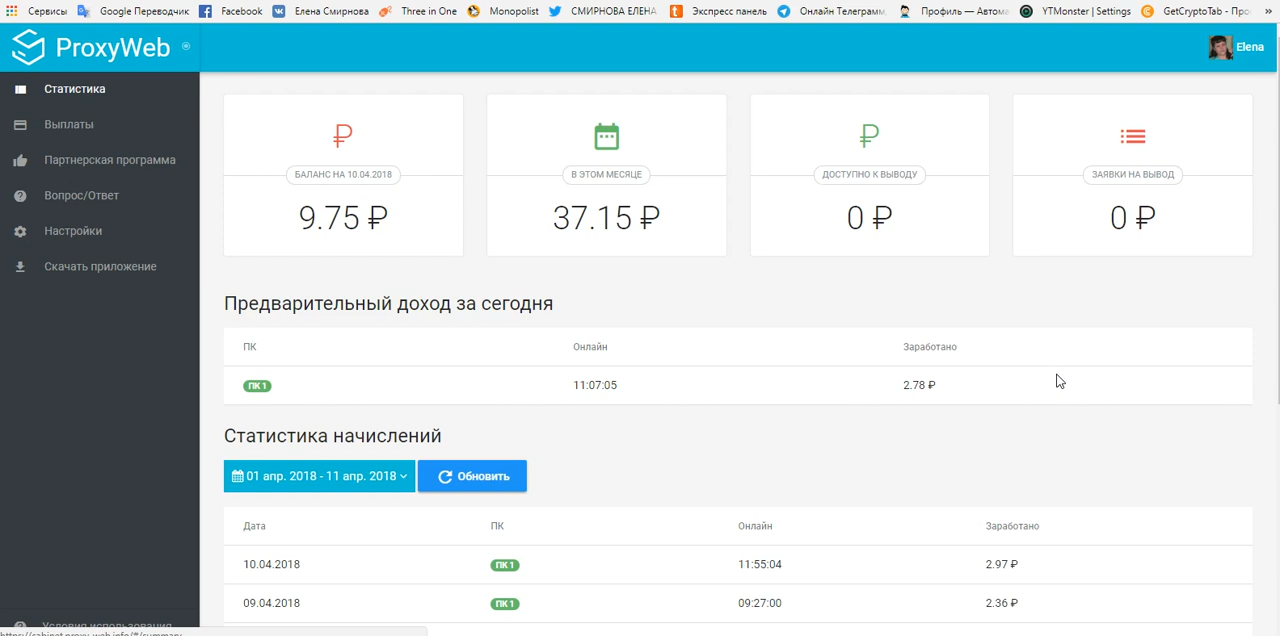 Сервисы Google Переводчик Facebook Елена Смирнова Three in One Monopolist СМИРНОВА ЕЛЕНА Экспресс панель Онлайн Телеграмм Профиль — Автома YTMonster | Settings GetCryptoTab - Про »
ProxyWeb
Elena
Статистика
Выплаты
Партнерская программа
Вопрос/Ответ
Настройки
Скачать приложение
Условия использования
БАЛАНС НА 10.04.2018
9.75 ₽
В ЭТОМ МЕСЯЦЕ
37.15 ₽
ДОСТУПНО К ВЫВОДУ
0 ₽
ЗАЯВКИ НА ВЫВОД
0 ₽
Предварительный доход за сегодня
ПК Онлайн Заработано
ПК 1 11:07:05 2.78 ₽
Статистика начислений
01 апр. 2018 - 11 апр. 2018 Обновить
Дата ПК Онлайн Заработано
10.04.2018 ПК 1 11:55:04 2.97 ₽
09.04.2018 ПК 1 09:27:00 2.36 ₽